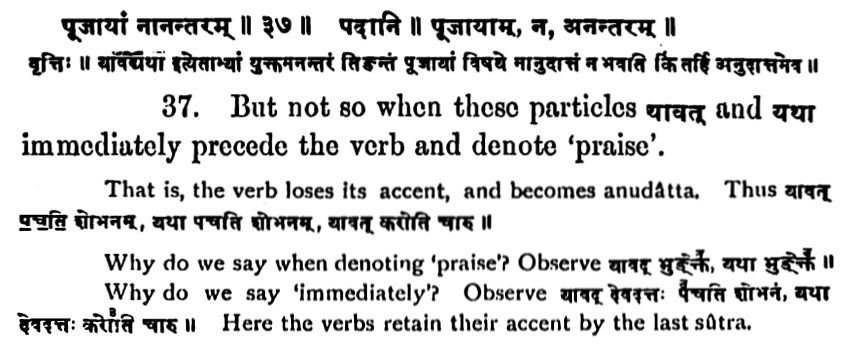 पूजायां नानन्तरम् ॥ ३७ ॥ पदानि ॥ पूजायाम्, न, अनन्तरम् ॥
वृत्तिः ॥ यावद्यथा इत्येताभ्यां युक्तमनन्तरं तिङन्तं पूजायां विषये नानुदात्तं न भवति किं तर्हि अनुदात्तमेव ॥
37. But not so when these particles यावत् and यथा
immediately precede the verb and denote ‘praise’.
That is, the verb loses its accent, and becomes anudâtta. Thus यावत्
पचति शोभनम्, यथा पचति शोभनम्, यावत् करोति चारु ॥
Why do we say when denoting ‘praise’? Observe यावद् भुङ्क्ते, यथा भुङ्क्ते ॥
Why do we say ‘immediately’? Observe यावद् देवदत्तः पचति शोभनं, यथा
देवदत्तः करोति चारु ॥ Here the verbs retain their accent by the last sûtra.